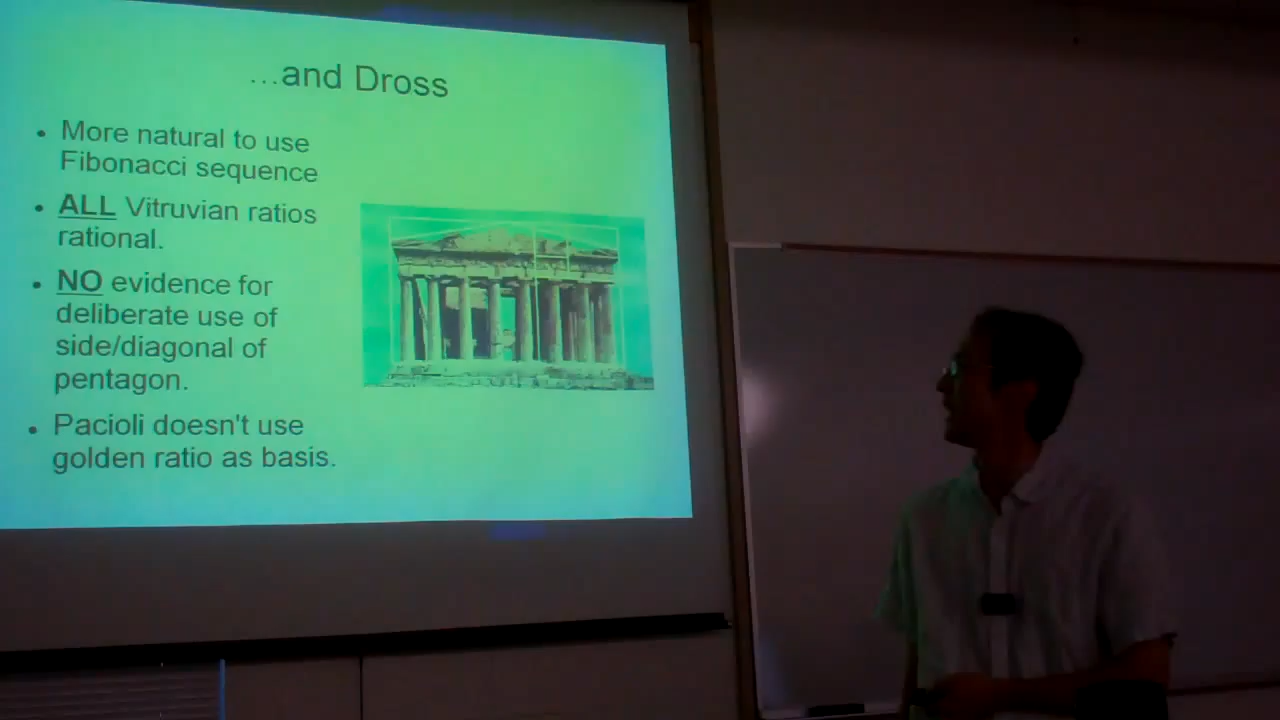 ...and Dross
• More natural to use
Fibonacci sequence
• ALL Vitruvian ratios
rational.
• NO evidence for
deliberate use of
side/diagonal of
pentagon.
• Pacioli doesn't use
golden ratio as basis.